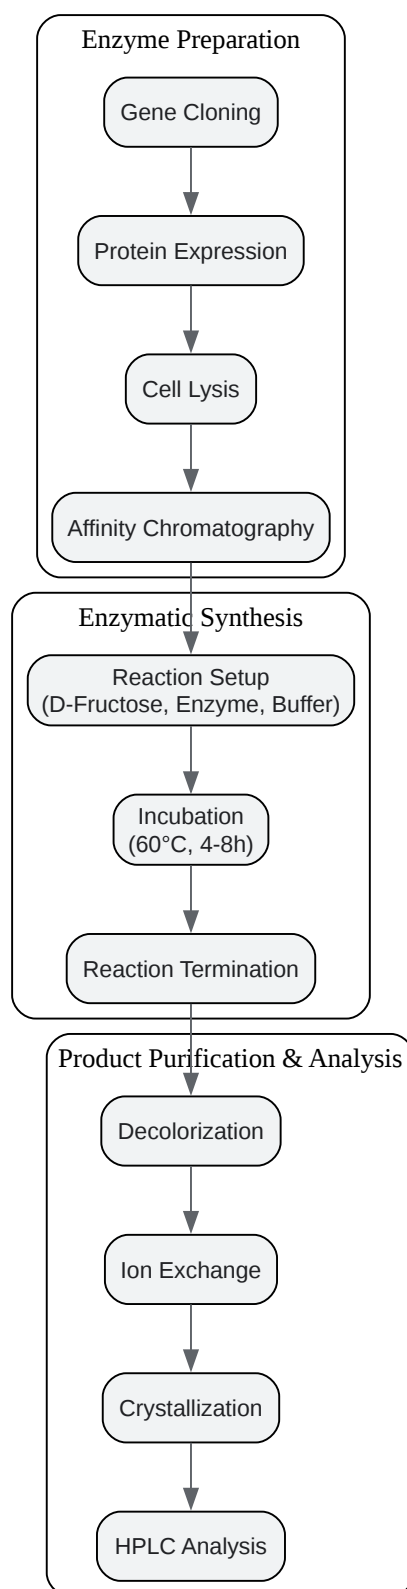 Enzyme Preparation
Gene Cloning
Protein Expression
Cell Lysis
Affinity Chromatography
Enzymatic Synthesis
Reaction Setup
(D-Fructose, Enzyme, Buffer)
Incubation
(60°C, 4-8h)
Reaction Termination
Product Purification & Analysis
Decolorization
Ion Exchange
Crystallization
HPLC Analysis